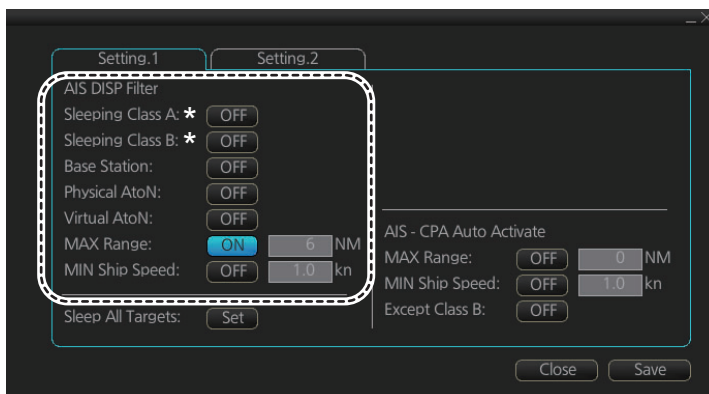 Setting.1 Setting.2
AIS DISP Filter
Sleeping Class A: * OFF
Sleeping Class B: * OFF
Base Station: OFF
Physical AtoN: OFF
Virtual AtoN: OFF
MAX Range: ON 6 NM
MIN Ship Speed: OFF 1.0 kn
Sleep All Targets: Set
AIS - CPA Auto Activate
MAX Range: OFF 0 NM
MIN Ship Speed: OFF 1.0 kn
Except Class B: OFF
Close Save